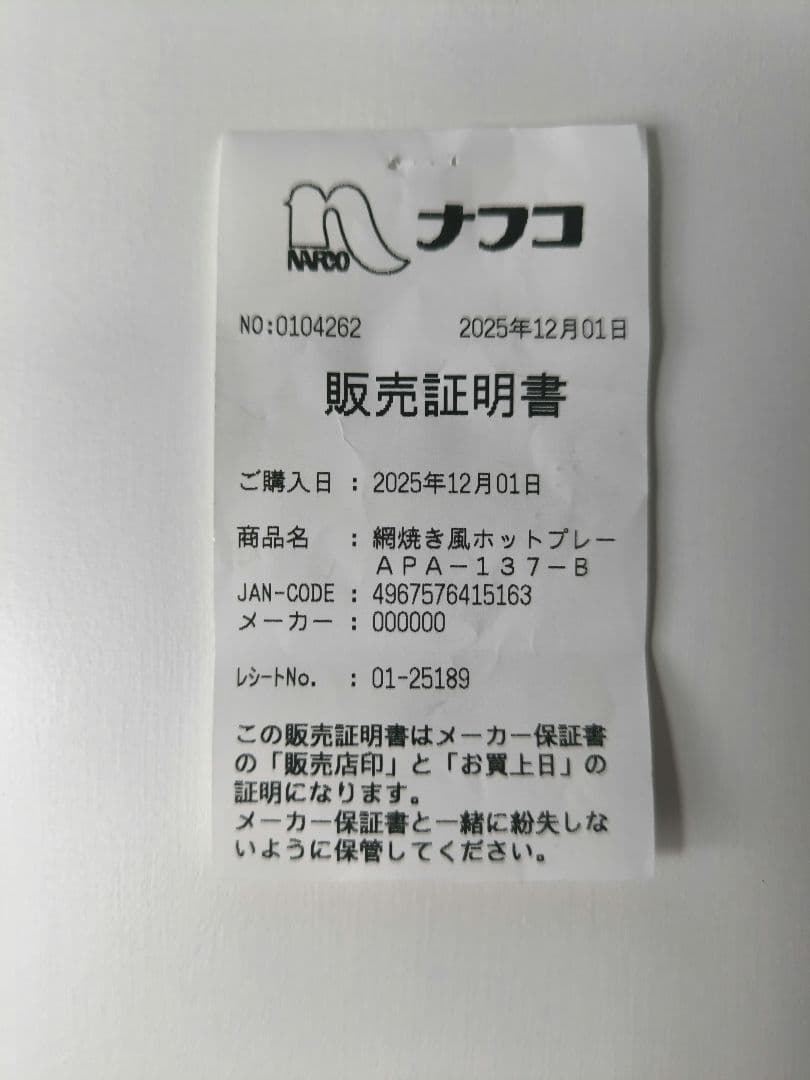 NAFCO ナフコ
NO:0104262 2025年12月01日
販売証明書
ご購入日 : 2025年12月01日
商品名 : 網焼き風ホットプレー
APA-137-B
JAN-CODE : 4967576415163
メーカー : 000000
ﾚｼｰﾄNo. : 01-25189
この販売証明書はメーカー保証書
の「販売店印」と「お買上日」の
証明になります。
メーカー保証書と一緒に紛失しな
いように保管してください。